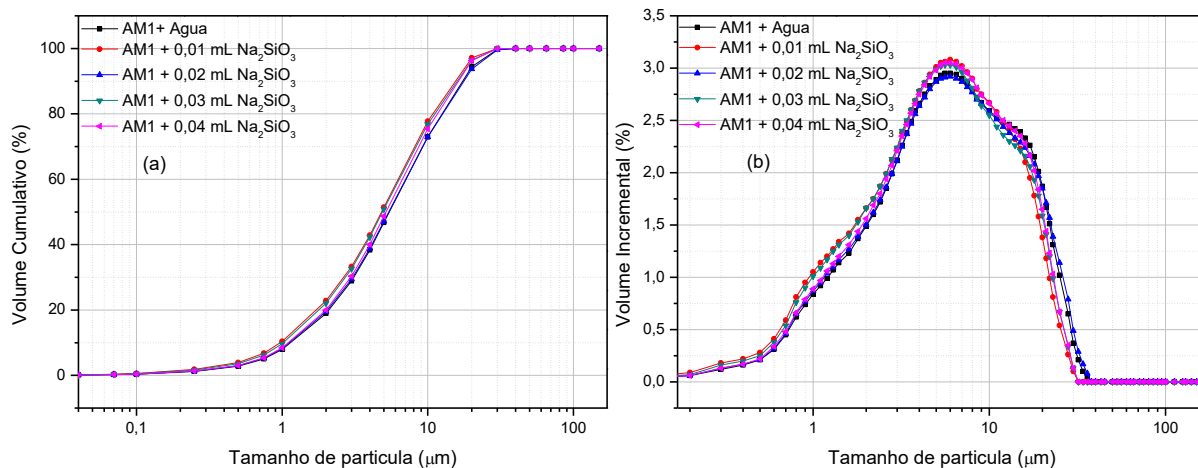 AM1+ Agua
AM1 + 0,01 mL Na2SiO3
AM1 + 0,02 mL Na2SiO3
AM1 + 0,03 mL Na2SiO3
AM1 + 0,04 mL Na2SiO3
(a)
Volume Cumulativo (%)
100
80
60
40
20
0
0,1
1
10
100
Tamanho de particula (μm)
AM1 + Agua
AM1 + 0,01 mL Na2SiO3
AM1 + 0,02 mL Na2SiO3
AM1 + 0,03 mL Na2SiO3
AM1 + 0,04 mL Na2SiO3
(b)
Volume Incremental (%)
3,5
3,0
2,5
2,0
1,5
1,0
0,5
0,0
1
10
100
Tamanho de particula (μm)